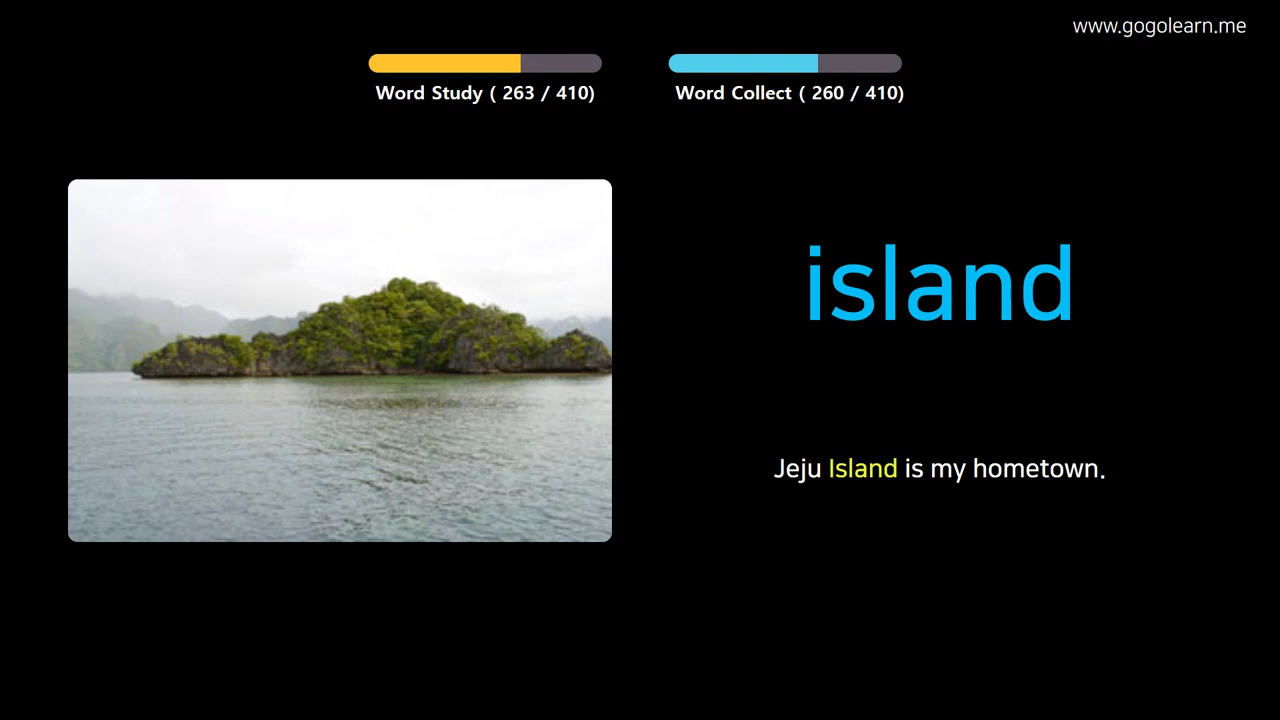 www.gogolearn.me
Word Study ( 263 / 410)
Word Collect ( 260 / 410)
island
Jeju Island is my hometown.